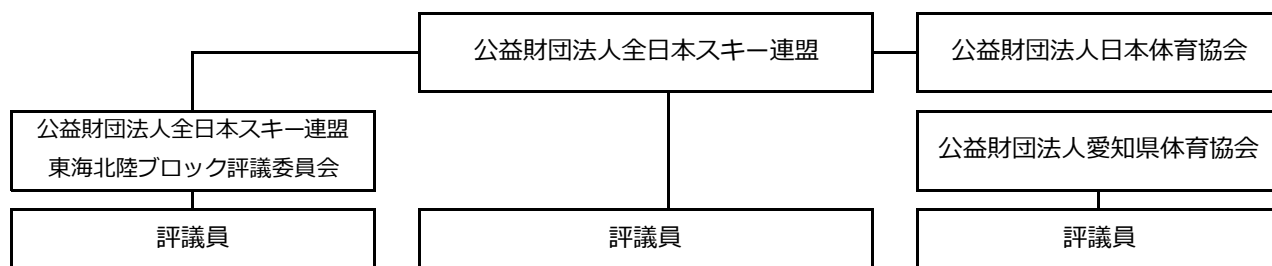 公益財団法人全日本スキー連盟
公益財団法人日本体育協会
公益財団法人全日本スキー連盟
東海北陸ブロック評議委員会
公益財団法人愛知県体育協会
評議員
評議員
評議員